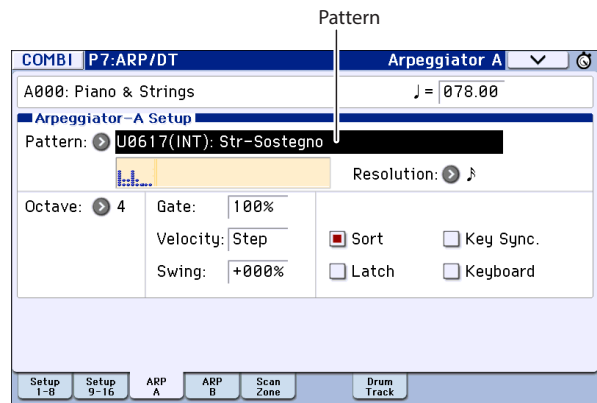 Pattern
COMBI P7:ARP/DT Arpeggiator A
A000: Piano & Strings ♩= 078.00
Arpeggiator-A Setup
Pattern: U0617(INT): Str-Sostegno
Resolution: 𝅘𝅥𝅯
Octave: 4 Gate: 100%
Velocity: Step Sort Key Sync.
Swing: +000% Latch Keyboard
Setup 1-8 Setup 9-16 ARP A ARP B Scan Zone Drum Track